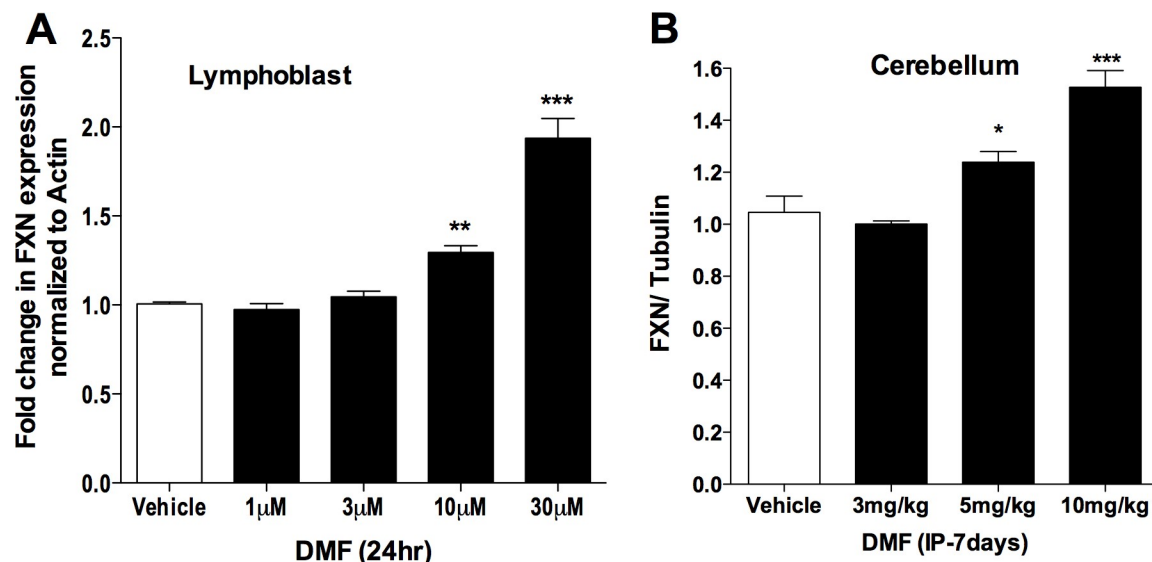 A
Lymphoblast
Fold change in FXN expression
normalized to Actin
2.5
2.0
1.5
1.0
0.5
0.0
**
***
Vehicle 1μM 3μM 10μM 30μM
DMF (24hr)
B
Cerebellum
FXN/ Tubulin
1.6
1.4
1.2
1.0
0.8
0.6
0.4
0.2
0.0
*
***
Vehicle 3mg/kg 5mg/kg 10mg/kg
DMF (IP-7days)